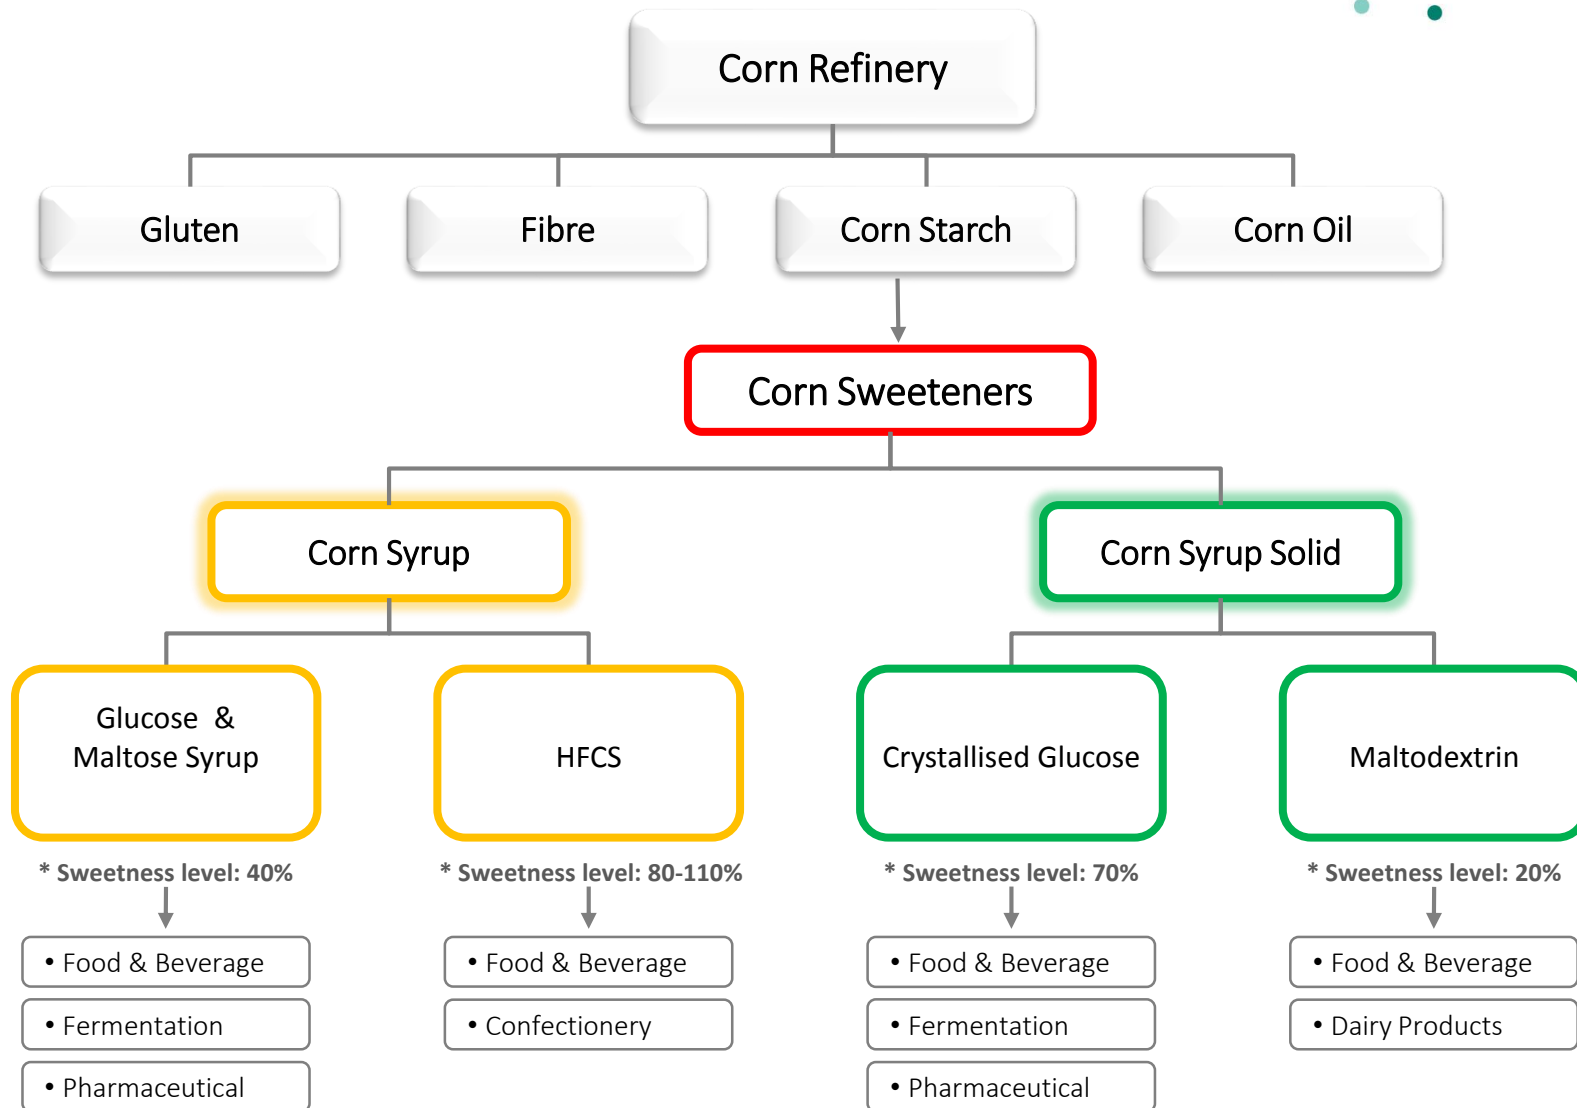 Corn Refinery
Gluten
Fibre
Corn Starch
Corn Oil
Corn Sweeteners
Corn Syrup
Corn Syrup Solid
Glucose &
Maltose Syrup
HFCS
Crystallised Glucose
Maltodextrin
* Sweetness level: 40%
* Sweetness level: 80-110%
* Sweetness level: 70%
* Sweetness level: 20%
• Food & Beverage
• Food & Beverage
• Food & Beverage
• Food & Beverage
• Fermentation
• Confectionery
• Fermentation
• Dairy Products
• Pharmaceutical
• Pharmaceutical